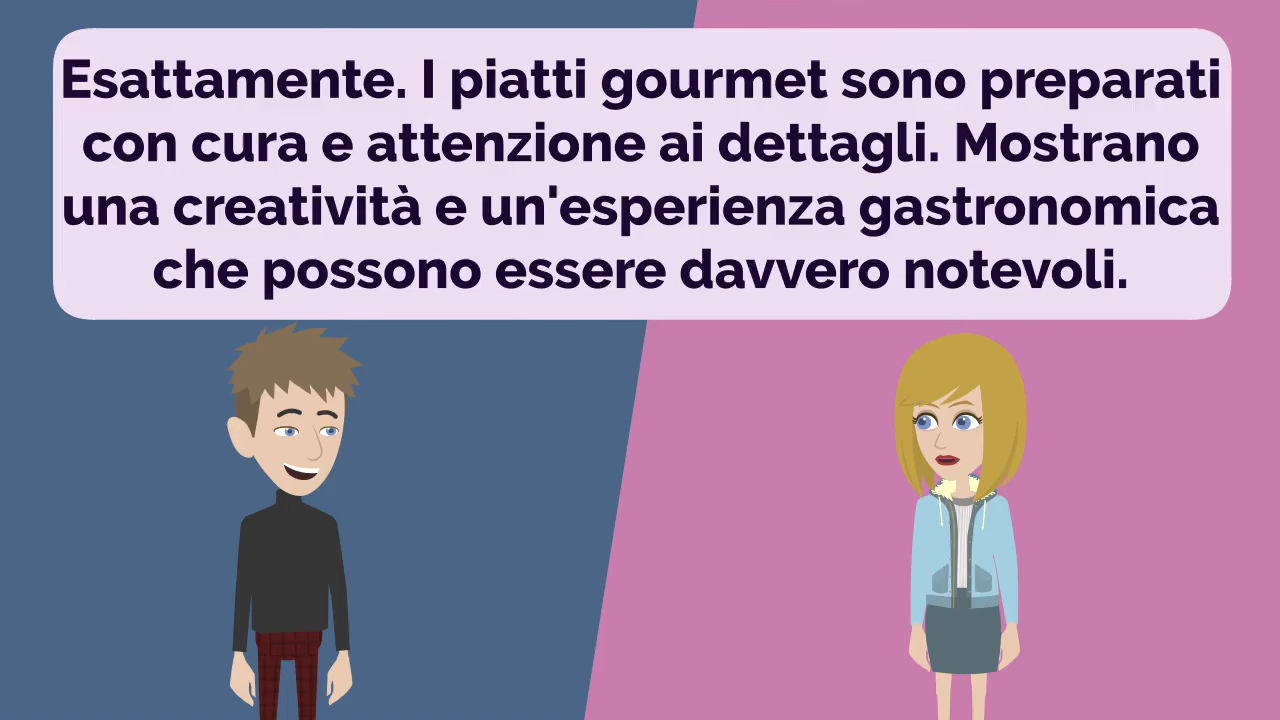 Esattamente. I piatti gourmet sono preparati
con cura e attenzione ai dettagli. Mostrano
una creatività e un'esperienza gastronomica
che possono essere davvero notevoli.